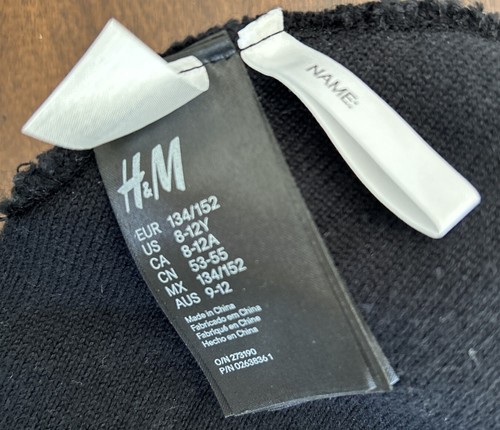 NAME:
H&M
EUR 134/152
US 8-12Y
CA 8-12A
CN 53-55
MX 134/152
AUS 9-12
Made in China
Fabricado em China
Fabriqué en China
Hecho en China
O/N 273190
P/N 0263836 1